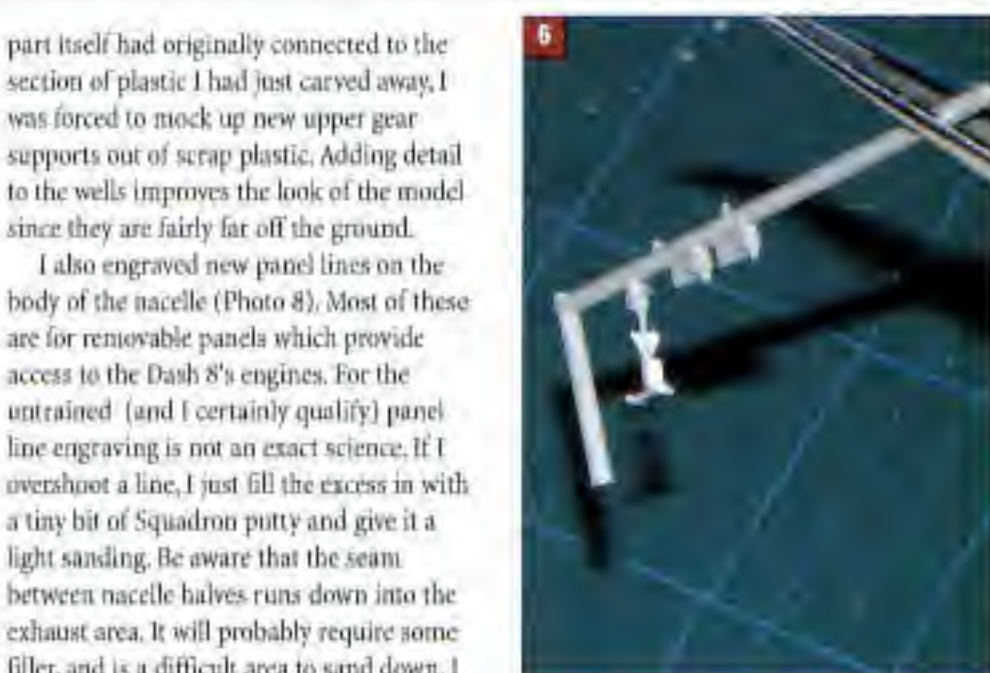 part itself had originally connected to the
section of plastic I had just carved away, I
was forced to mock up new upper gear
supports out of scrap plastic. Adding detail
to the wells improves the look of the model
since they are fairly far off the ground.
I also engraved new panel lines on the
body of the nacelle (Photo 8). Most of these
are for removable panels which provide
access to the Dash 8's engines. For the
untrained (and I certainly qualify) panel
line engraving is not an exact science. If I
overshoot a line, I just fill the excess in with
a tiny bit of Squadron putty and give it a
light sanding. Be aware that the seam
between nacelle halves runs down into the
exhaust area. It will probably require some
filler, and is a difficult area to sand down. I
6